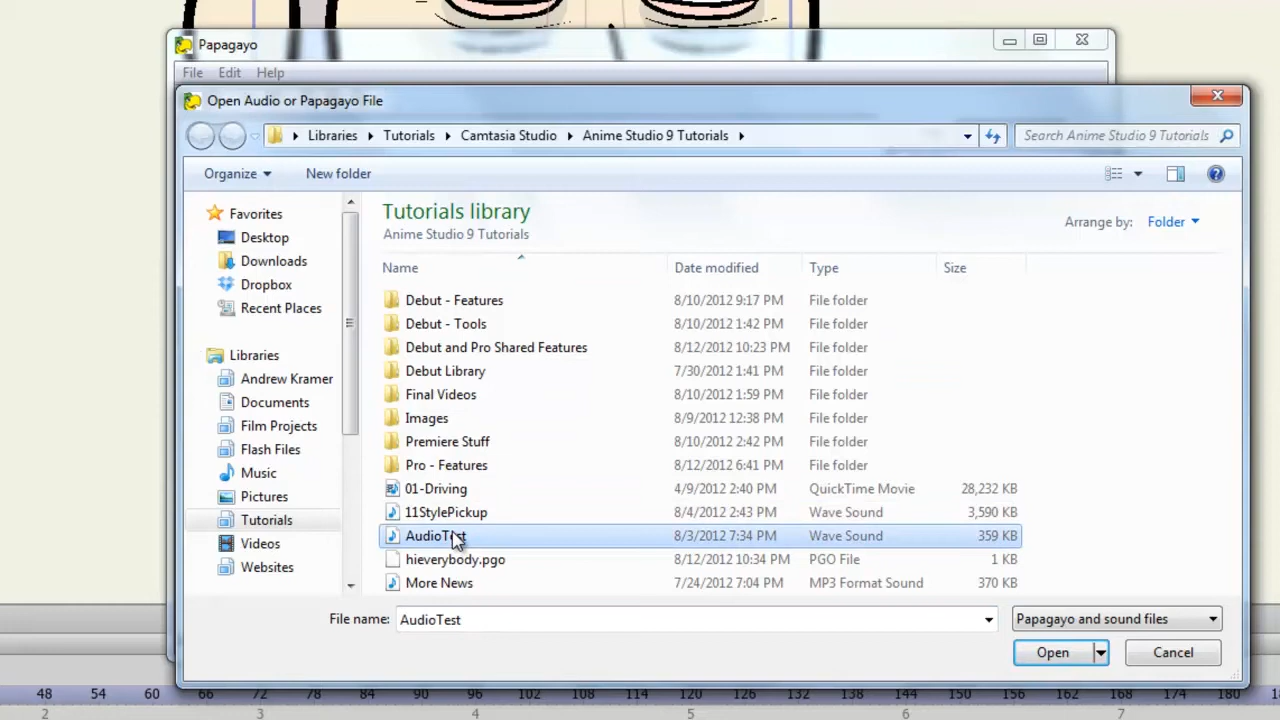 Papagayo
File Edit Help
Open Audio or Papagayo File
Libraries Tutorials Camtasia Studio Anime Studio 9 Tutorials Search Anime Studio 9 Tutorials
Organize New folder
Favorites
Desktop
Downloads
Dropbox
Recent Places
Libraries
Andrew Kramer
Documents
Film Projects
Flash Files
Music
Pictures
Tutorials
Videos
Websites
Tutorials library
Anime Studio 9 Tutorials
Arrange by: Folder
Name Date modified Type Size
Debut - Features 8/10/2012 9:17 PM File folder
Debut - Tools 8/10/2012 1:42 PM File folder
Debut and Pro Shared Features 8/12/2012 10:23 PM File folder
Debut Library 7/30/2012 1:41 PM File folder
Final Videos 8/10/2012 1:59 PM File folder
Images 8/9/2012 12:38 PM File folder
Premiere Stuff 8/10/2012 2:42 PM File folder
Pro - Features 8/12/2012 6:41 PM File folder
01-Driving 4/9/2012 2:40 PM QuickTime Movie 28,232 KB
11StylePickup 8/4/2012 2:43 PM Wave Sound 3,590 KB
AudioTest 8/3/2012 7:34 PM Wave Sound 359 KB
hieverybody.pgo 8/12/2012 10:34 PM PGO File 1 KB
More News 7/24/2012 7:04 PM MP3 Format Sound 370 KB
File name: AudioTest Papagayo and sound files
Open Cancel
48 54 60 66 72 78 84 90 96 102 108 114 120 126 132 138 144 150 156 162 168 174 180
2 3 4 5 6 7